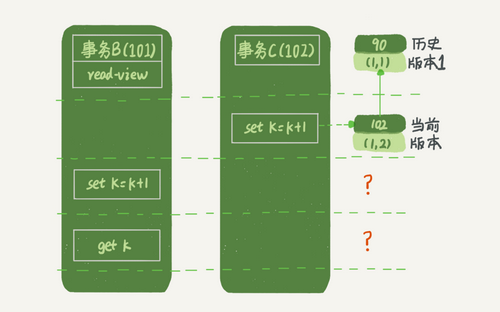 事务B(101)
read-view
事务C(102)
90
(1,1)
历史
版本1
set K=k+1
102
(1,2)
当前
版本
set K=k+1
?
get k
?